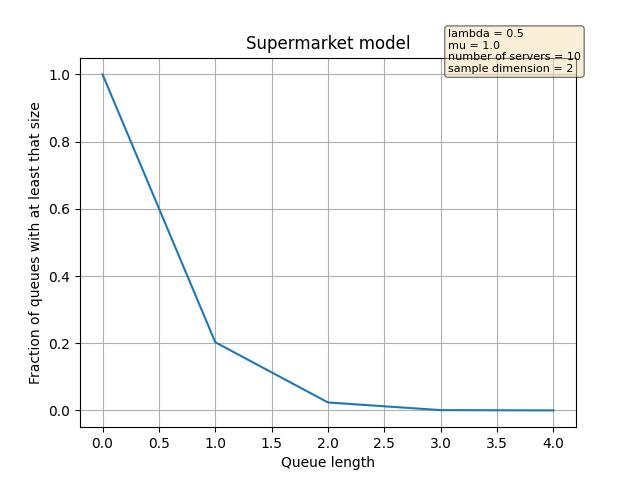 Supermarket model
lambda = 0.5
mu = 1.0
number of servers = 10
sample dimension = 2
Fraction of queues with at least that size
1.0
0.8
0.6
0.4
0.2
0.0
0.0 0.5 1.0 1.5 2.0 2.5 3.0 3.5 4.0
Queue length